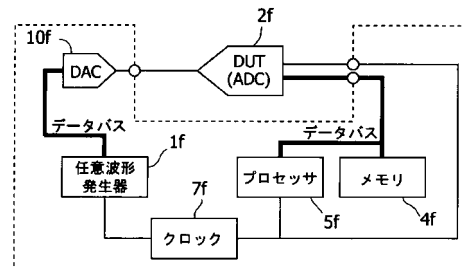 10f
2f
DAC
DUT
(ADC)
データバス
データバス
1f
任意波形
発生器
7f
プロセッサ
メモリ
5f
4f
クロック